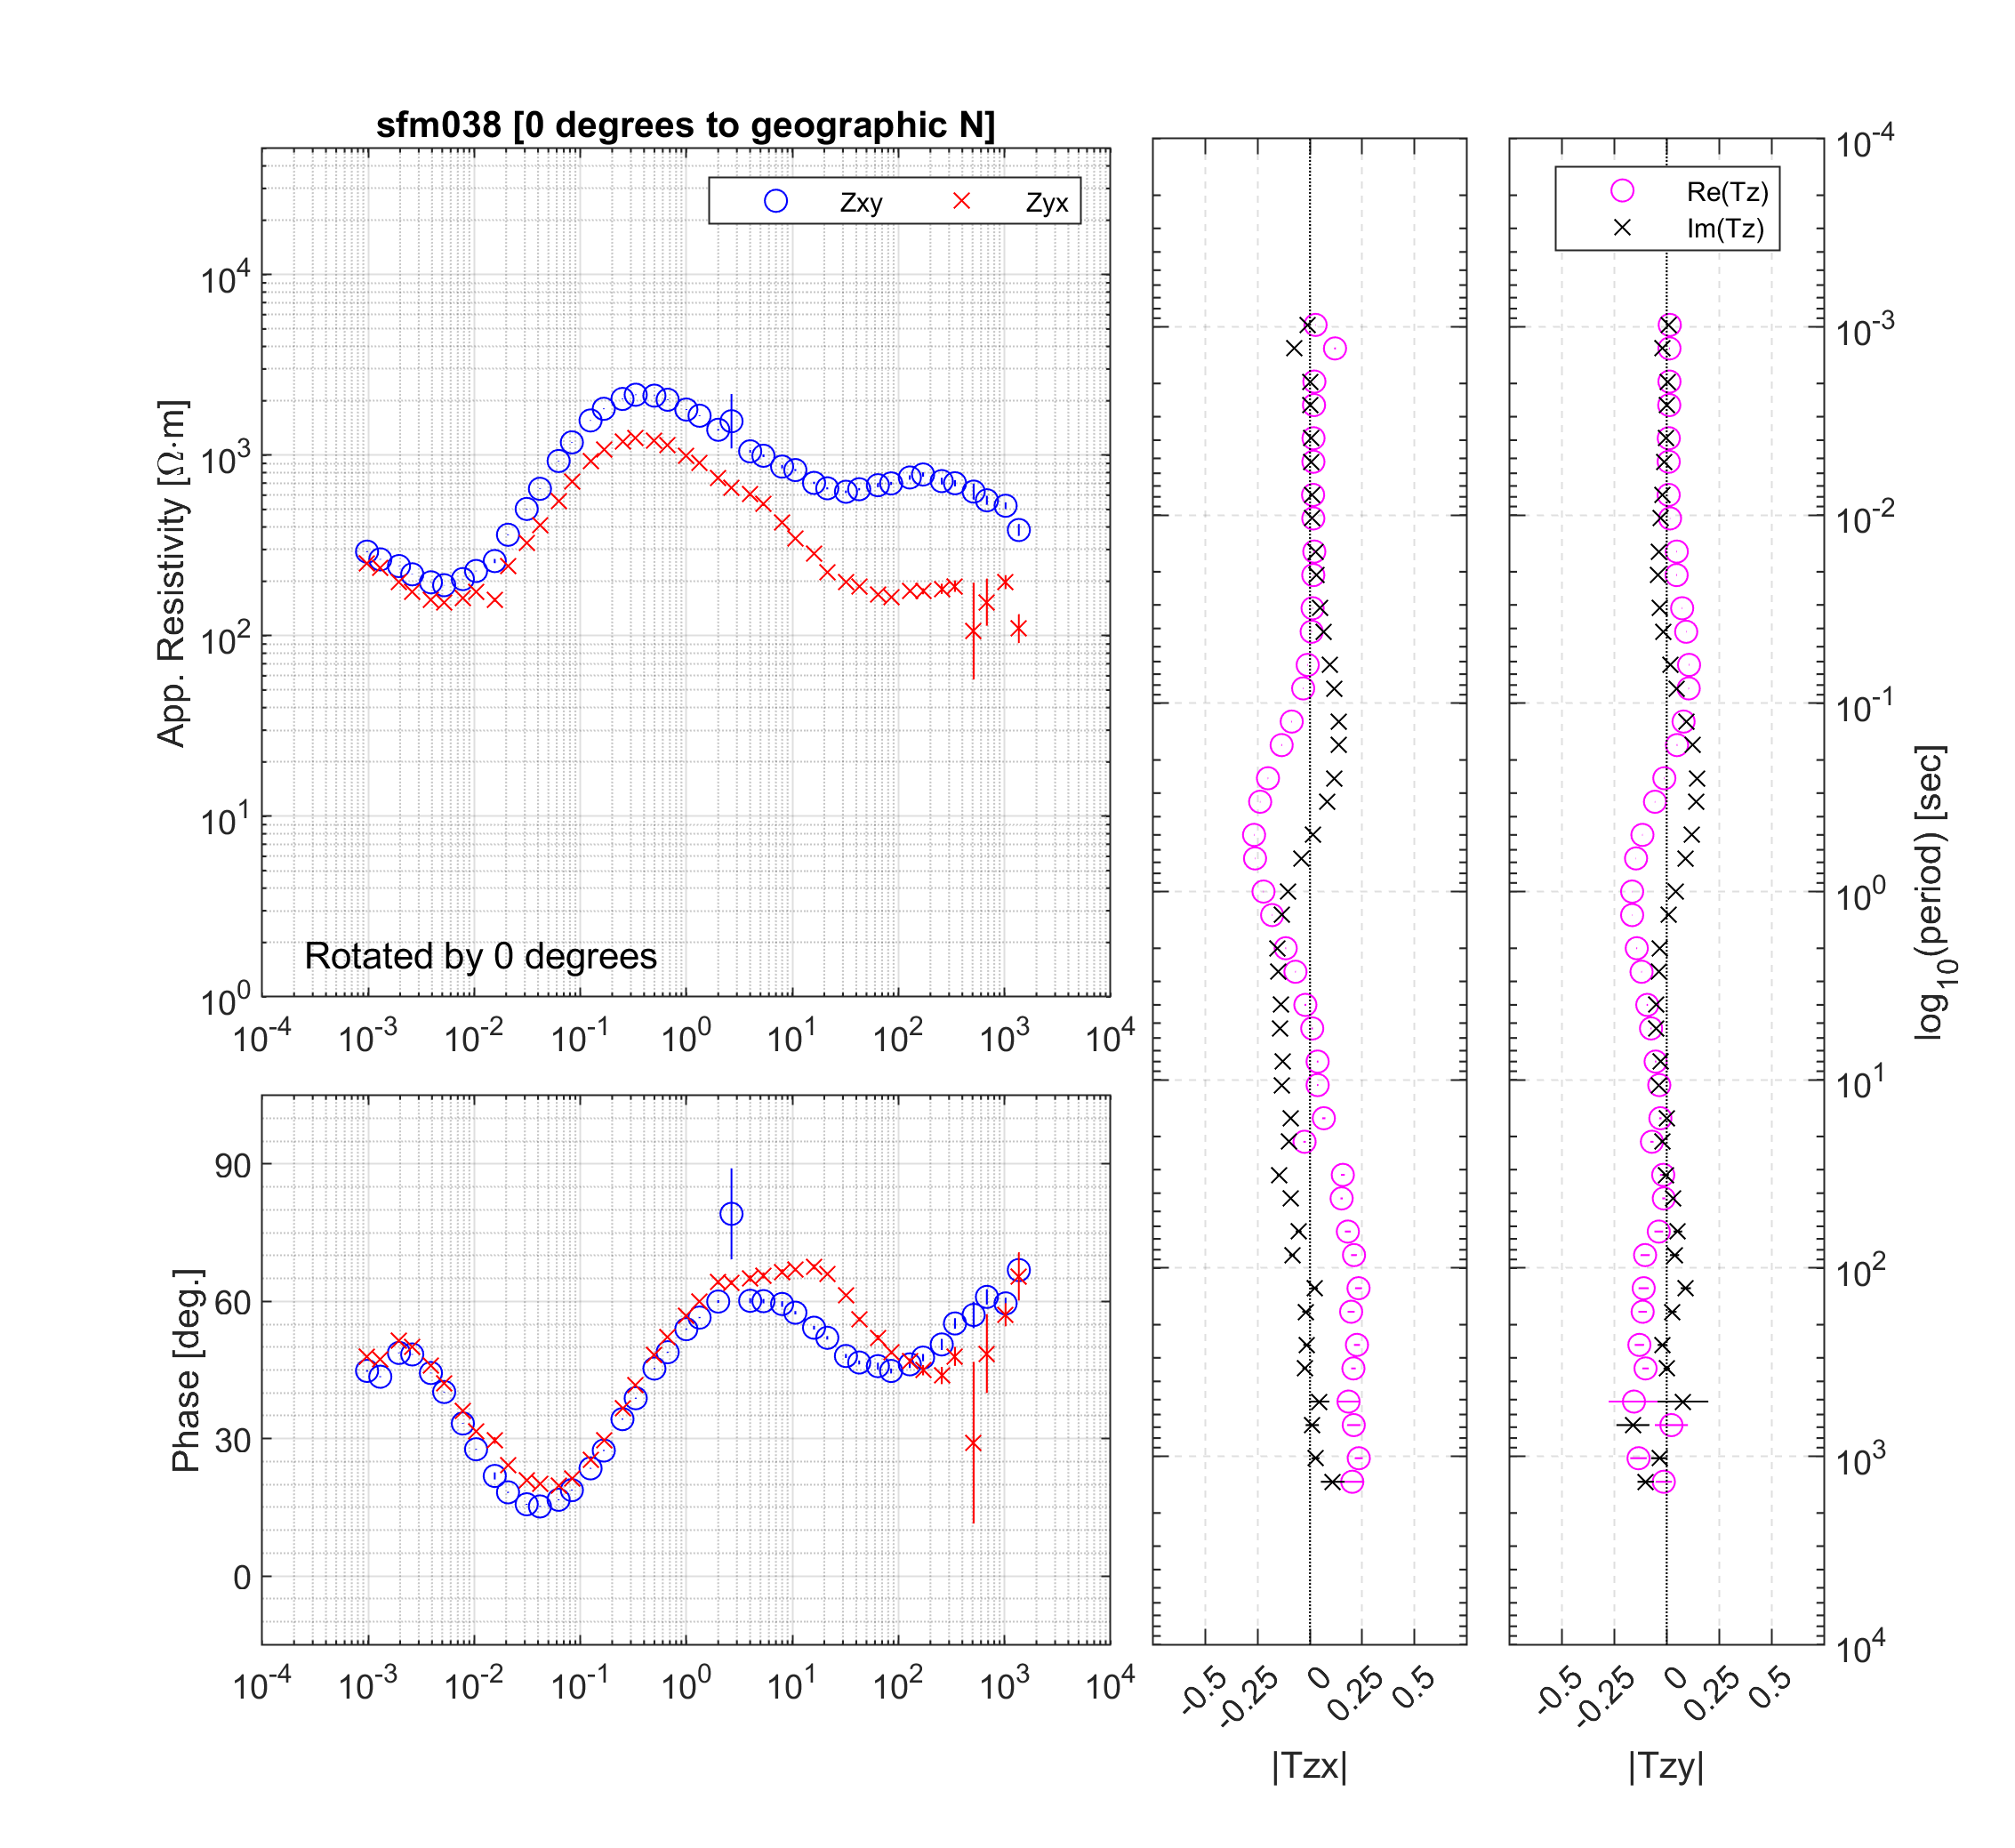 sfm038 [0 degrees to geographic N]
Zxy Zyx
App. Resistivity [Ω·m]
10^4
10^3
10^2
10^1
10^0
Rotated by 0 degrees
10^-4 10^-3 10^-2 10^-1 10^0 10^1 10^2 10^3 10^4
Phase [deg.]
90
60
30
0
10^-4 10^-3 10^-2 10^-1 10^0 10^1 10^2 10^3 10^4
-0.5 -0.25 0 0.25 0.5
|Tzx|
Re(Tz)
Im(Tz)
-0.5 -0.25 0 0.25 0.5
|Tzy|
10^-4
10^-3
10^-2
10^-1
10^0
10^1
10^2
10^3
10^4
log_10(period) [sec]